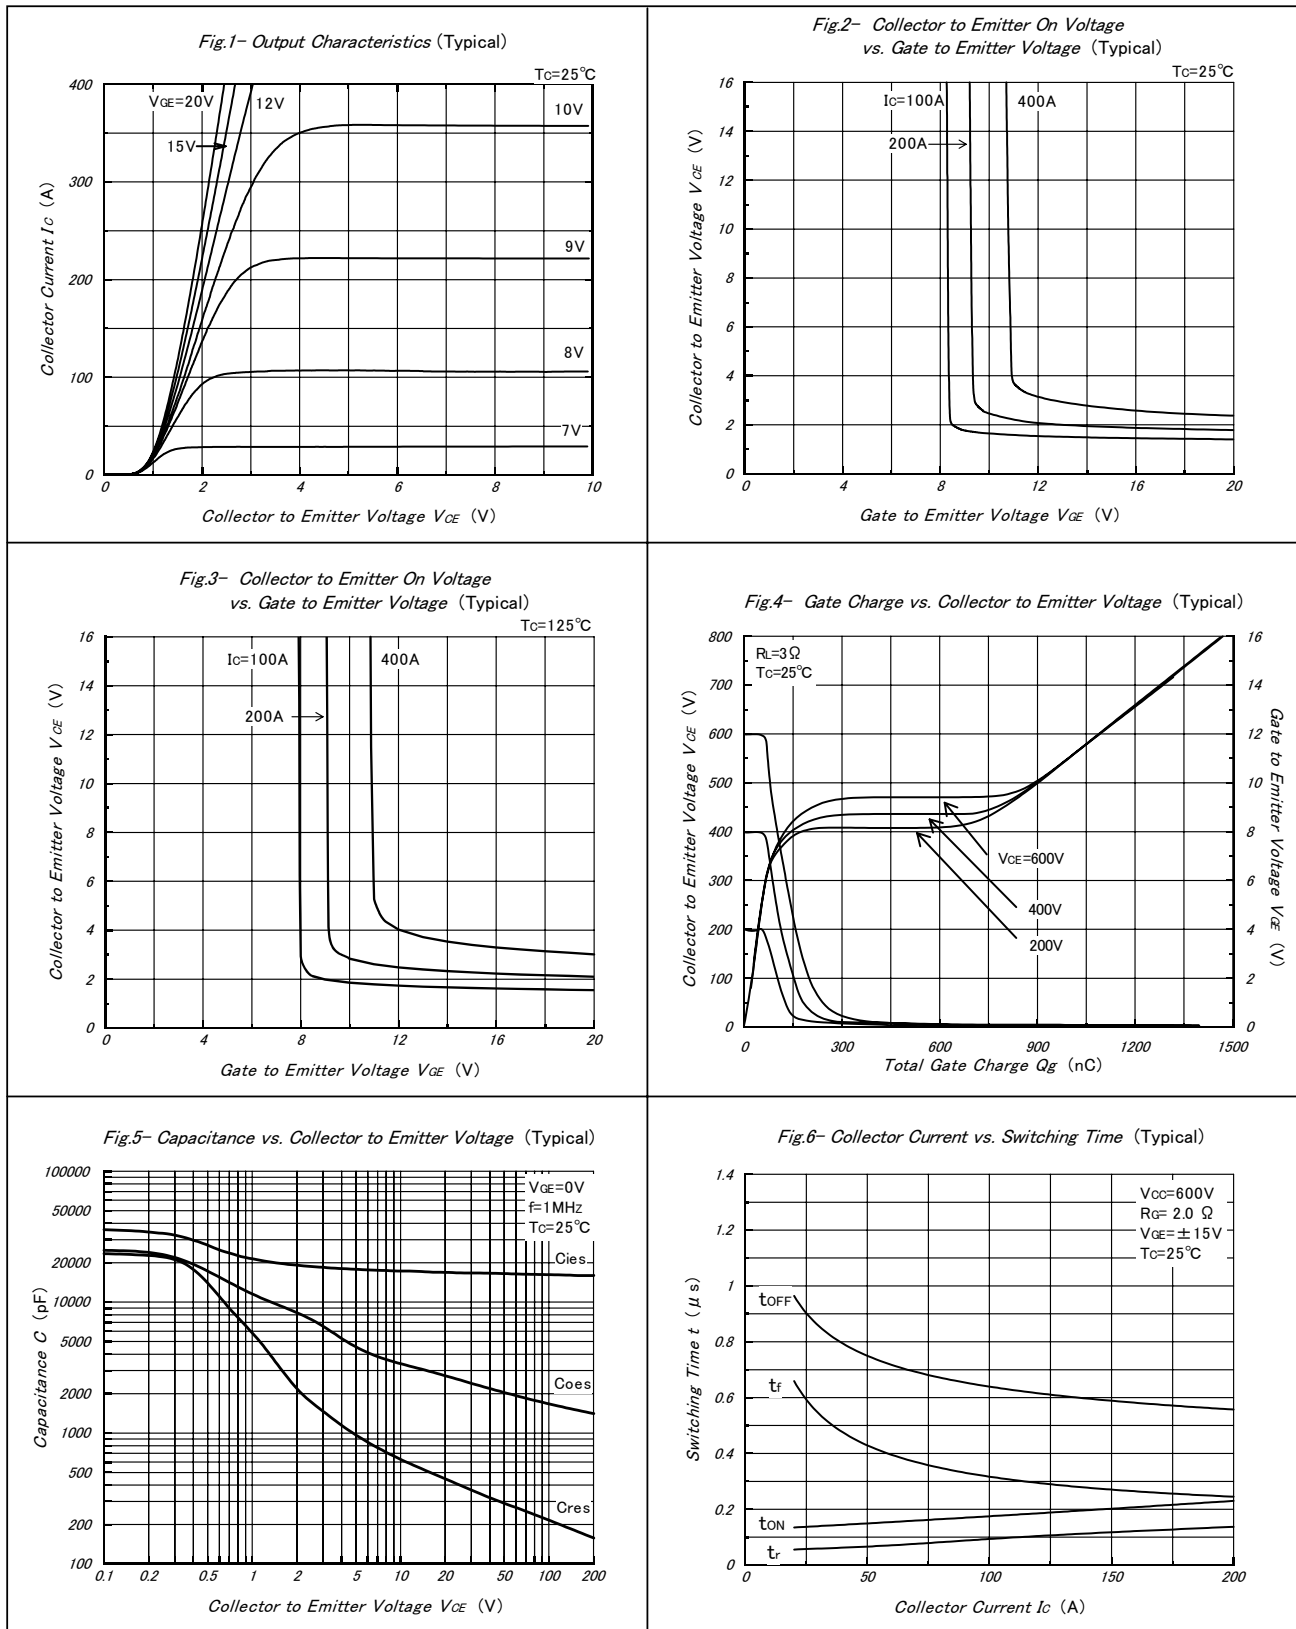 Fig.1- Output Characteristics (Typical)
TC=25℃
VGE=20V
12V
10V
15V
9V
8V
7V
400
300
200
100
0
Collector Current IC (A)
0 2 4 6 8 10
Collector to Emitter Voltage VCE (V)
Fig.2- Collector to Emitter On Voltage
vs. Gate to Emitter Voltage (Typical)
TC=25℃
IC=100A
400A
200A
16
14
12
10
8
6
4
2
0
Collector to Emitter Voltage VCE (V)
0 4 8 12 16 20
Gate to Emitter Voltage VGE (V)
Fig.3- Collector to Emitter On Voltage
vs. Gate to Emitter Voltage (Typical)
TC=125℃
IC=100A
400A
200A
16
14
12
10
8
6
4
2
0
Collector to Emitter Voltage VCE (V)
0 4 8 12 16 20
Gate to Emitter Voltage VGE (V)
Fig.4- Gate Charge vs. Collector to Emitter Voltage (Typical)
RL=3Ω
TC=25℃
VCE=600V
400V
200V
800
700
600
500
400
300
200
100
0
Collector to Emitter Voltage VCE (V)
16
14
12
10
8
6
4
2
0
Gate to Emitter Voltage VGE (V)
0 300 600 900 1200 1500
Total Gate Charge Qg (nC)
Fig.5- Capacitance vs. Collector to Emitter Voltage (Typical)
VGE=0V
f=1MHz
TC=25℃
Cies
Coes
Cres
100000
50000
20000
10000
5000
2000
1000
500
200
100
Capacitance C (pF)
0.1 0.2 0.5 1 2 5 10 20 50 100 200
Collector to Emitter Voltage VCE (V)
Fig.6- Collector Current vs. Switching Time (Typical)
VCC=600V
RG= 2.0 Ω
VGE=±15V
TC=25℃
tOFF
tf
tON
tr
1.4
1.2
1
0.8
0.6
0.4
0.2
0
Switching Time t (μs)
0 50 100 150 200
Collector Current IC (A)